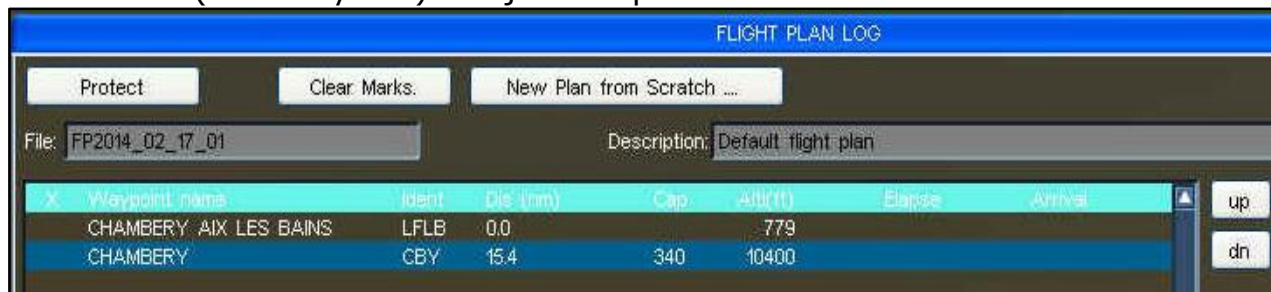 FLIGHT PLAN LOG
Protect Clear Marks. New Plan from Scratch ...
File: FP2014_02_17_01 Description: Default flight plan
X Waypoint name Ident Dis (nm) Cap Alti(ft) Elapse Arrival up
CHAMBERY AIX LES BAINS LFLB 0.0 779
CHAMBERY CBY 15.4 340 10400 dn